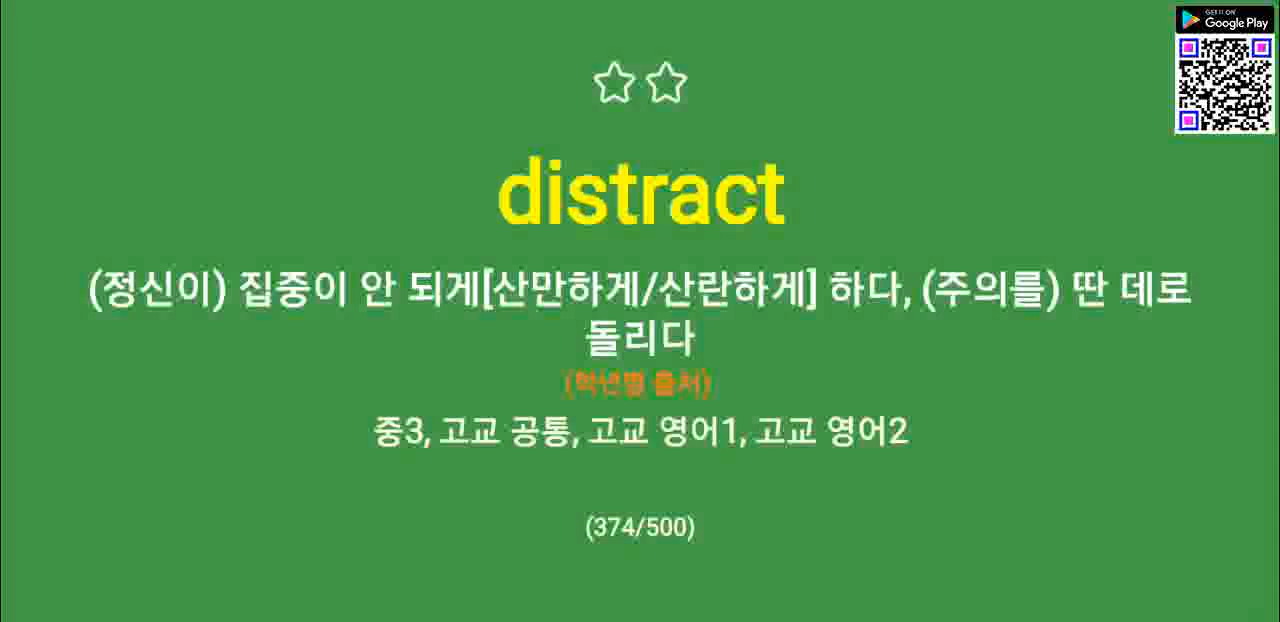 GET IT ON
Google Play
distract
(정신이) 집중이 안 되게[산만하게/산란하게] 하다, (주의를) 딴 데로
돌리다
(학년별 출처)
중3, 고교 공통, 고교 영어1, 고교 영어2
(374/500)